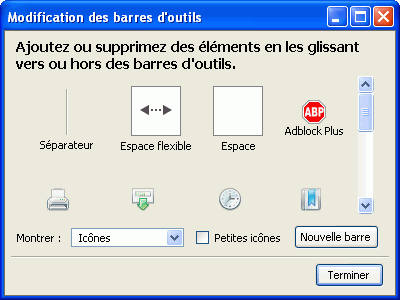 Modification des barres d'outils
Ajoutez ou supprimez des éléments en les glissant
vers ou hors des barres d'outils.
ABP
Séparateur
Espace flexible
Espace
Adblock Plus
Montrer :
Icônes
Petites icônes
Nouvelle barre
Terminer